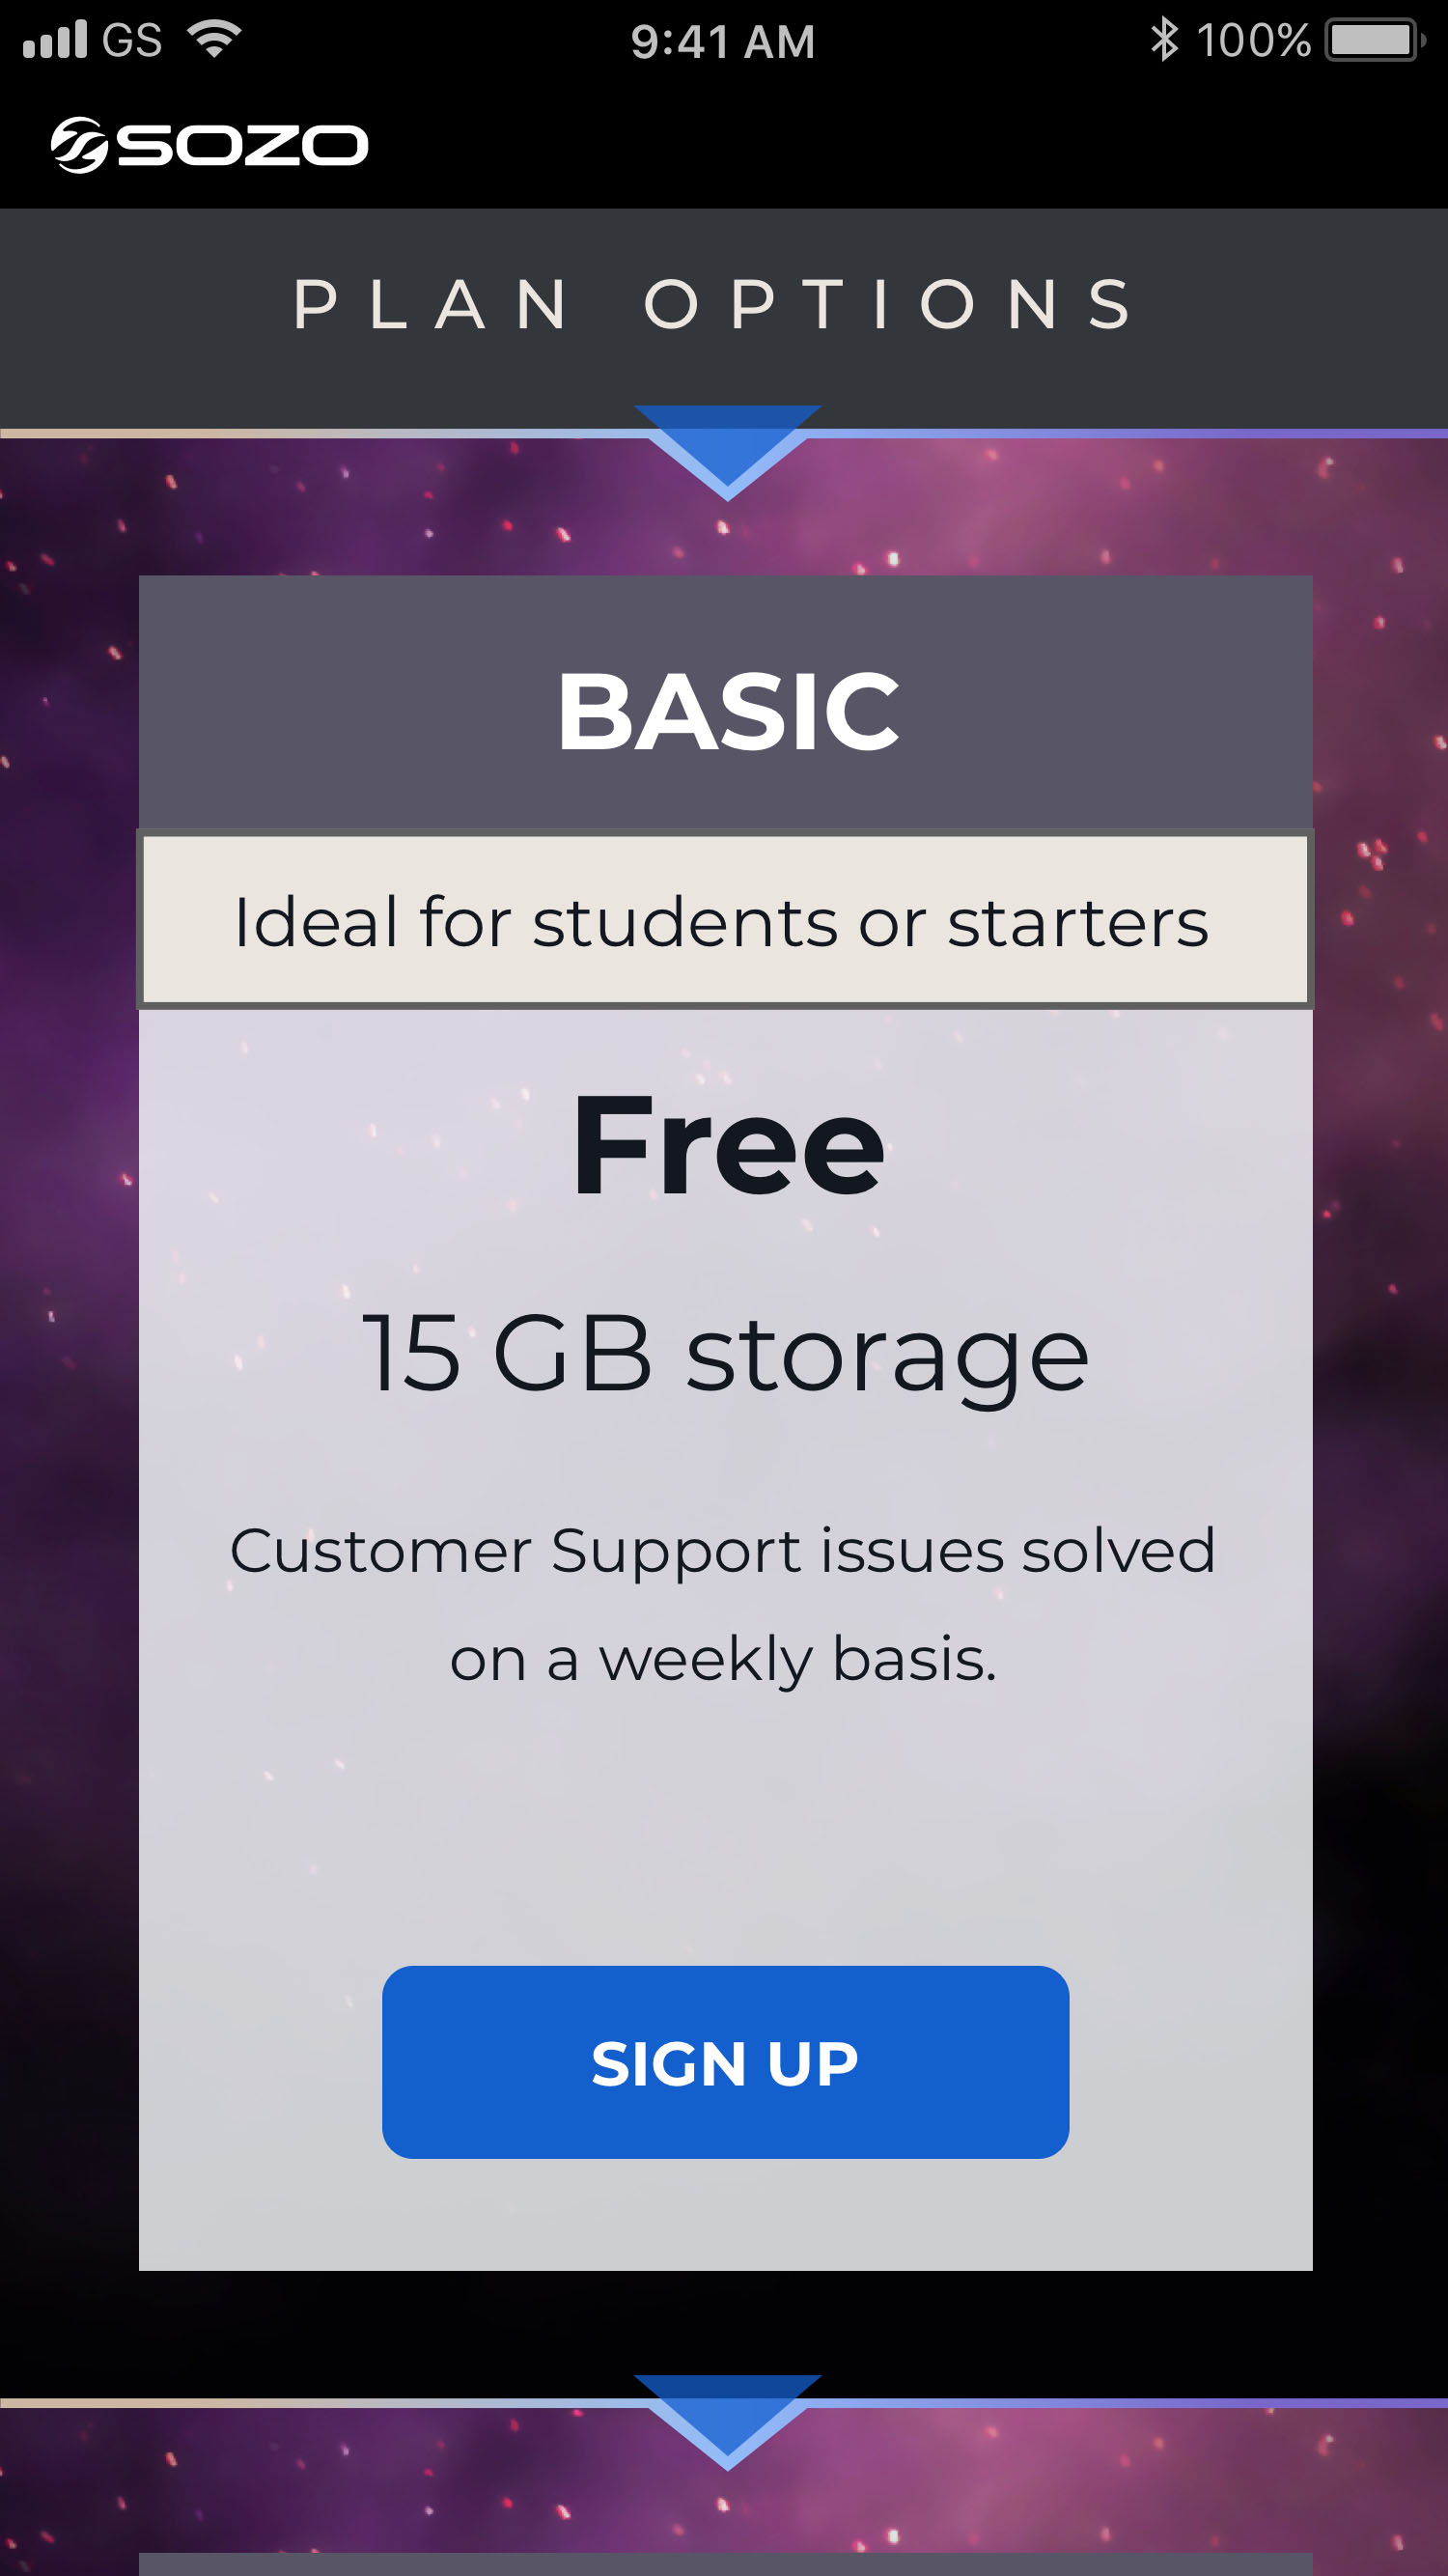 GS 9:41 AM 100%
SOZO
PLAN OPTIONS
BASIC
Ideal for students or starters
Free
15 GB storage
Customer Support issues solved
on a weekly basis.
SIGN UP